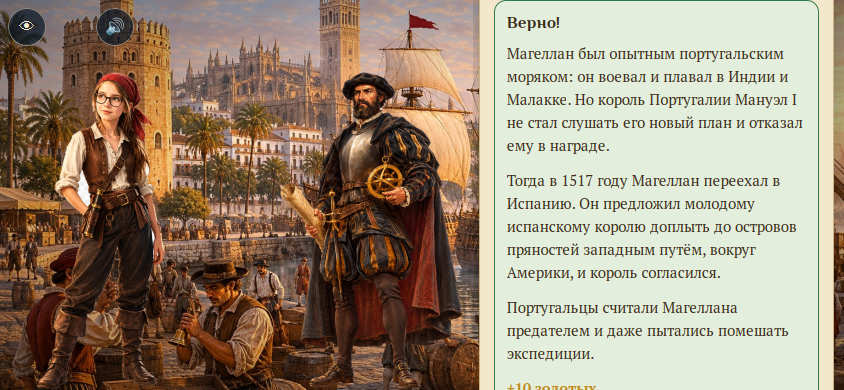 Верно!
Магеллан был опытным португальским
моряком: он воевал и плавал в Индии и
Малакке. Но король Португалии Мануэл I
не стал слушать его новый план и отказал
ему в награде.
Тогда в 1517 году Магеллан переехал в
Испанию. Он предложил молодому
испанскому королю доплыть до островов
пряностей западным путём, вокруг
Америки, и король согласился.
Португальцы считали Магеллана
предателем и даже пытались помешать
экспедиции.
+10 золотых